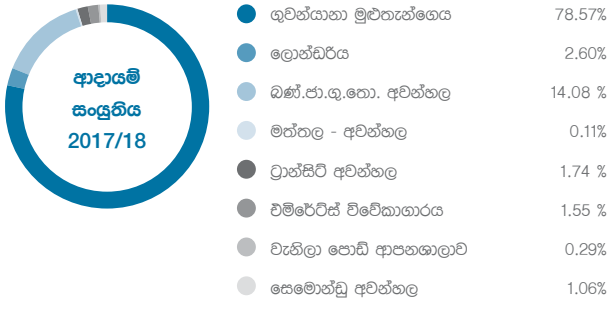 ආදායම්
සංයුතිය
2017/18
ගුවන්යානා මුළුතැන්ගෙය 78.57%
ලොන්ඩරිය 2.60%
බණ්.ජා.ගු.තො. අවන්හල 14.08 %
මත්තල - අවන්හල 0.11%
ට්‍රාන්සිට් අවන්හල 1.74 %
එමිරේට්ස් විවේකාගාරය 1.55 %
වැනිලා පොඩ් ආපනශාලාව 0.29%
සෙමොන්ඩු අවන්හල 1.06%